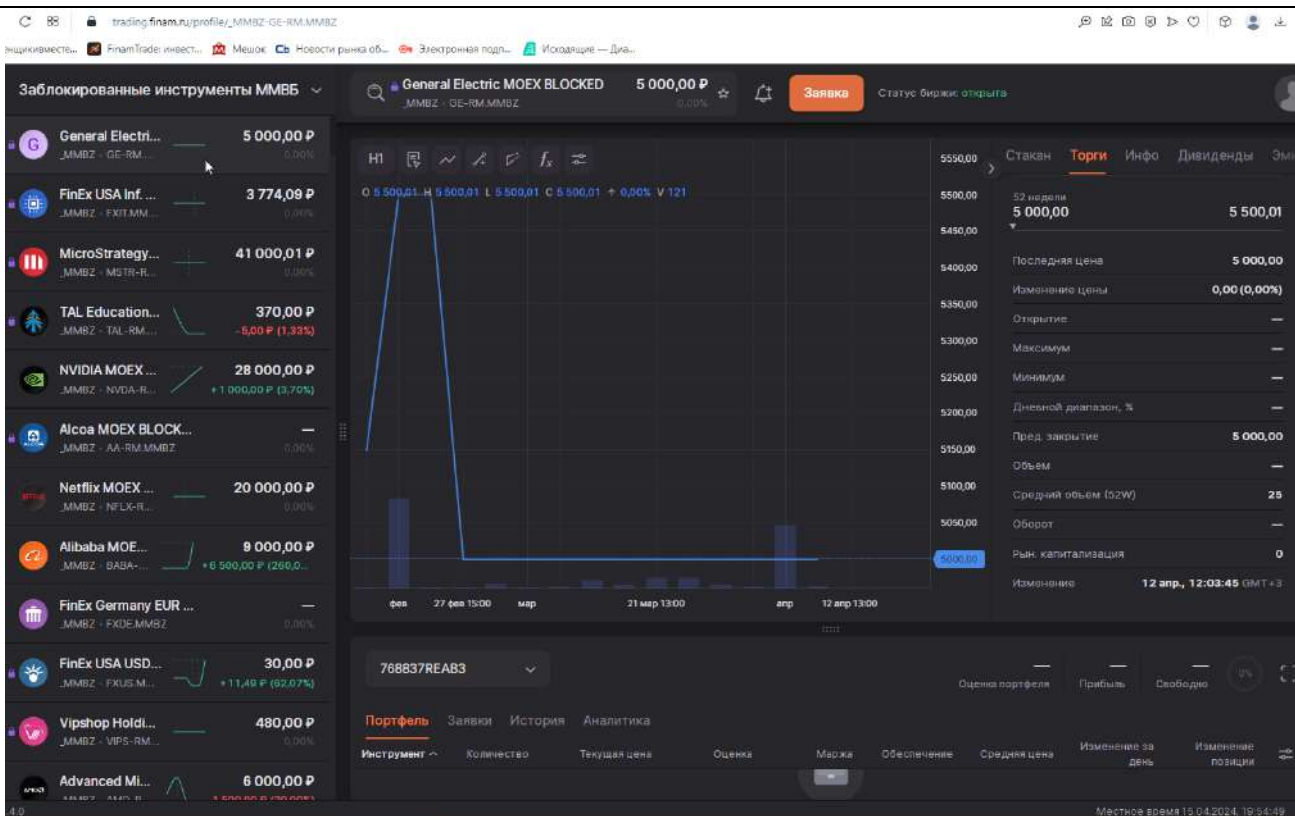 trading.finam.ru/profile/_MMBZ-GE-RM.MMBZ
FinamTrade: инвест... Мешок Новости рынка об... Электронная подп... Исходящие — Диа...
Заблокированные инструменты ММВБ
General Electric MOEX BLOCKED 5 000,00 ₽
_MMBZ - GE-RM.MMBZ 0,00%
Заявка
Статус биржи: открыта
General Electri... 5 000,00 ₽
_MMBZ - GE-RM... 0,00%
FinEx USA Inf. ... 3 774,09 ₽
_MMBZ - FXIT.MM... 0,00%
MicroStrategy... 41 000,01 ₽
_MMBZ - MSTR-R... 0,00%
TAL Education... 370,00 ₽
_MMBZ - TAL-RM.... -5,00 ₽ (1,33%)
NVIDIA MOEX ... 28 000,00 ₽
_MMBZ - NVDA-R... +1 000,00 ₽ (3,70%)
Alcoa MOEX BLOCK... —
_MMBZ - AA-RM.MMBZ 0,00%
Netflix MOEX ... 20 000,00 ₽
_MMBZ - NFLX-R... 0,00%
Alibaba MOE... 9 000,00 ₽
_MMBZ - BABA-... +6 500,00 ₽ (260,0...
FinEx Germany EUR ... —
_MMBZ - FXDE.MMBZ 0,00%
FinEx USA USD... 30,00 ₽
_MMBZ - FXUS.M... +11,49 ₽ (62,07%)
Vipshop Holdi... 480,00 ₽
_MMBZ - VIPS-RM... 0,00%
Advanced Mi... 6 000,00 ₽
4.0
H1
O 5 500,01 H 5 500,01 L 5 500,01 C 5 500,01 + 0,00% V 121
5550,00
5500,00
5450,00
5400,00
5350,00
5300,00
5250,00
5200,00
5150,00
5100,00
5050,00
5000,00
фев 27 фев 15:00 мар 21 мар 13:00 апр 12 апр 13:00
Стакан Торги Инфо Дивиденды Эми
52 недели
5 000,00 5 500,01
Последняя цена 5 000,00
Изменение цены 0,00 (0,00%)
Открытие —
Максимум —
Минимум —
Дневной диапазон, % —
Пред. закрытие 5 000,00
Объем —
Средний объем (52W) 25
Оборот —
Рын. капитализация 0
Изменение 12 апр., 12:03:45 GMT+3
768837REAB3
— — — 0%
Оценка портфеля Прибыль Свободно
Портфель Заявки История Аналитика
Инструмент Количество Текущая цена Оценка Маржа Обеспечение Средняя цена Изменение за день Изменение позиции
Местное время 15.04.2024, 19:54:49